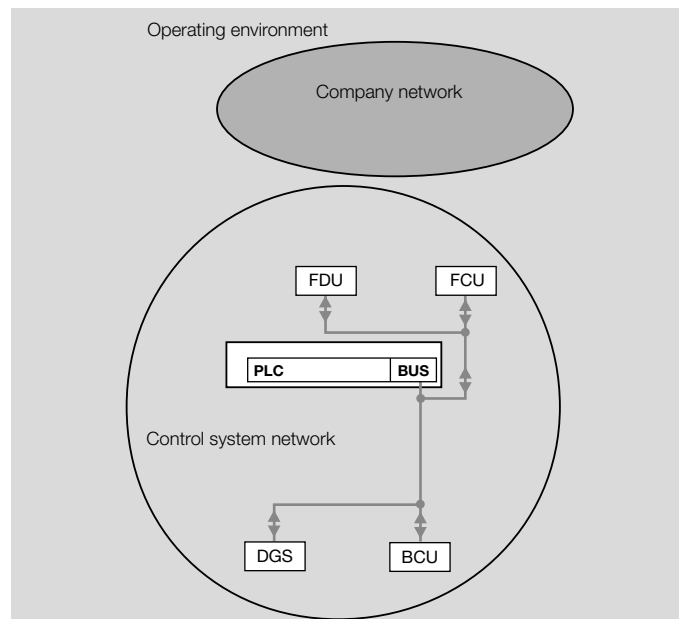 Operating environment
Company network
FDU
FCU
PLC
BUS
Control system network
DGS
BCU